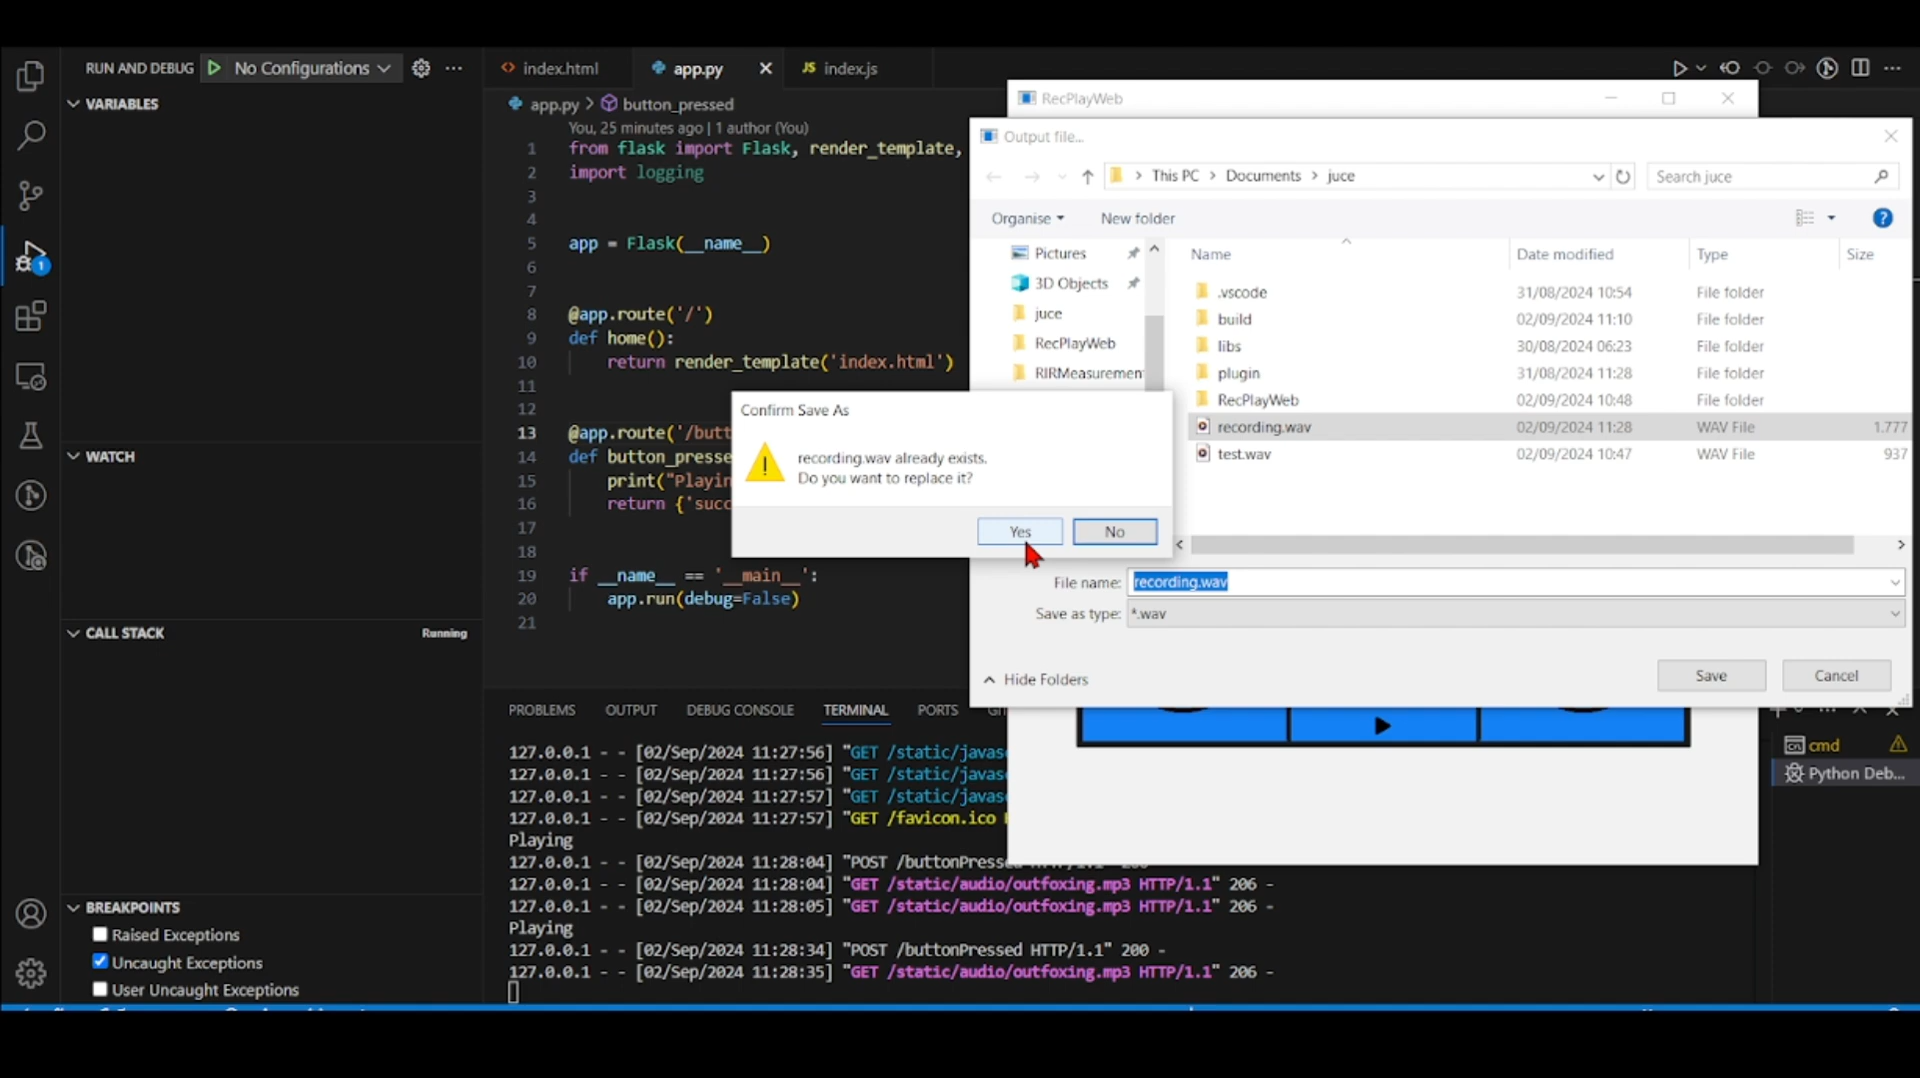 RUN AND DEBUG
No Configurations
VARIABLES
WATCH
CALL STACK
Running
BREAKPOINTS
Raised Exceptions
Uncaught Exceptions
User Uncaught Exceptions
1
index.html
app.py
JS index.js
app.py > button_pressed
You, 25 minutes ago | 1 author (You)
1 from flask import Flask, render_template,
2 import logging
3
4
5 app = Flask(__name__)
6
7
8 @app.route('/')
9 def home():
10 return render_template('index.html')
11
12
13 @app.route('/butt
14 def button_presse
15 print("Playin
16 return {'succ
17
18
19 if __name__ == '__main__':
20 app.run(debug=False)
21
PROBLEMS OUTPUT DEBUG CONSOLE TERMINAL PORTS
127.0.0.1 - - [02/Sep/2024 11:27:56] "GET /static/javas
127.0.0.1 - - [02/Sep/2024 11:27:56] "GET /static/javas
127.0.0.1 - - [02/Sep/2024 11:27:57] "GET /static/javas
127.0.0.1 - - [02/Sep/2024 11:27:57] "GET /favicon.ico
Playing
127.0.0.1 - - [02/Sep/2024 11:28:04] "POST /buttonPress
127.0.0.1 - - [02/Sep/2024 11:28:04] "GET /static/audio/outfoxing.mp3 HTTP/1.1" 206 -
127.0.0.1 - - [02/Sep/2024 11:28:05] "GET /static/audio/outfoxing.mp3 HTTP/1.1" 206 -
Playing
127.0.0.1 - - [02/Sep/2024 11:28:34] "POST /buttonPressed HTTP/1.1" 200 -
127.0.0.1 - - [02/Sep/2024 11:28:35] "GET /static/audio/outfoxing.mp3 HTTP/1.1" 206 -
cmd
Python Deb...
RecPlayWeb
Output file...
This PC > Documents > juce
Search juce
Organise
New folder
?
Pictures
3D Objects
juce
RecPlayWeb
RIRMeasuremen
Name Date modified Type Size
.vscode 31/08/2024 10:54 File folder
build 02/09/2024 11:10 File folder
libs 30/08/2024 06:23 File folder
plugin 31/08/2024 11:28 File folder
RecPlayWeb 02/09/2024 10:48 File folder
recording.wav 02/09/2024 11:28 WAV File 1.777
test.wav 02/09/2024 10:47 WAV File 937
File name: recording.wav
Save as type: *.wav
Hide Folders
Save
Cancel
Confirm Save As
recording.wav already exists.
Do you want to replace it?
Yes
No